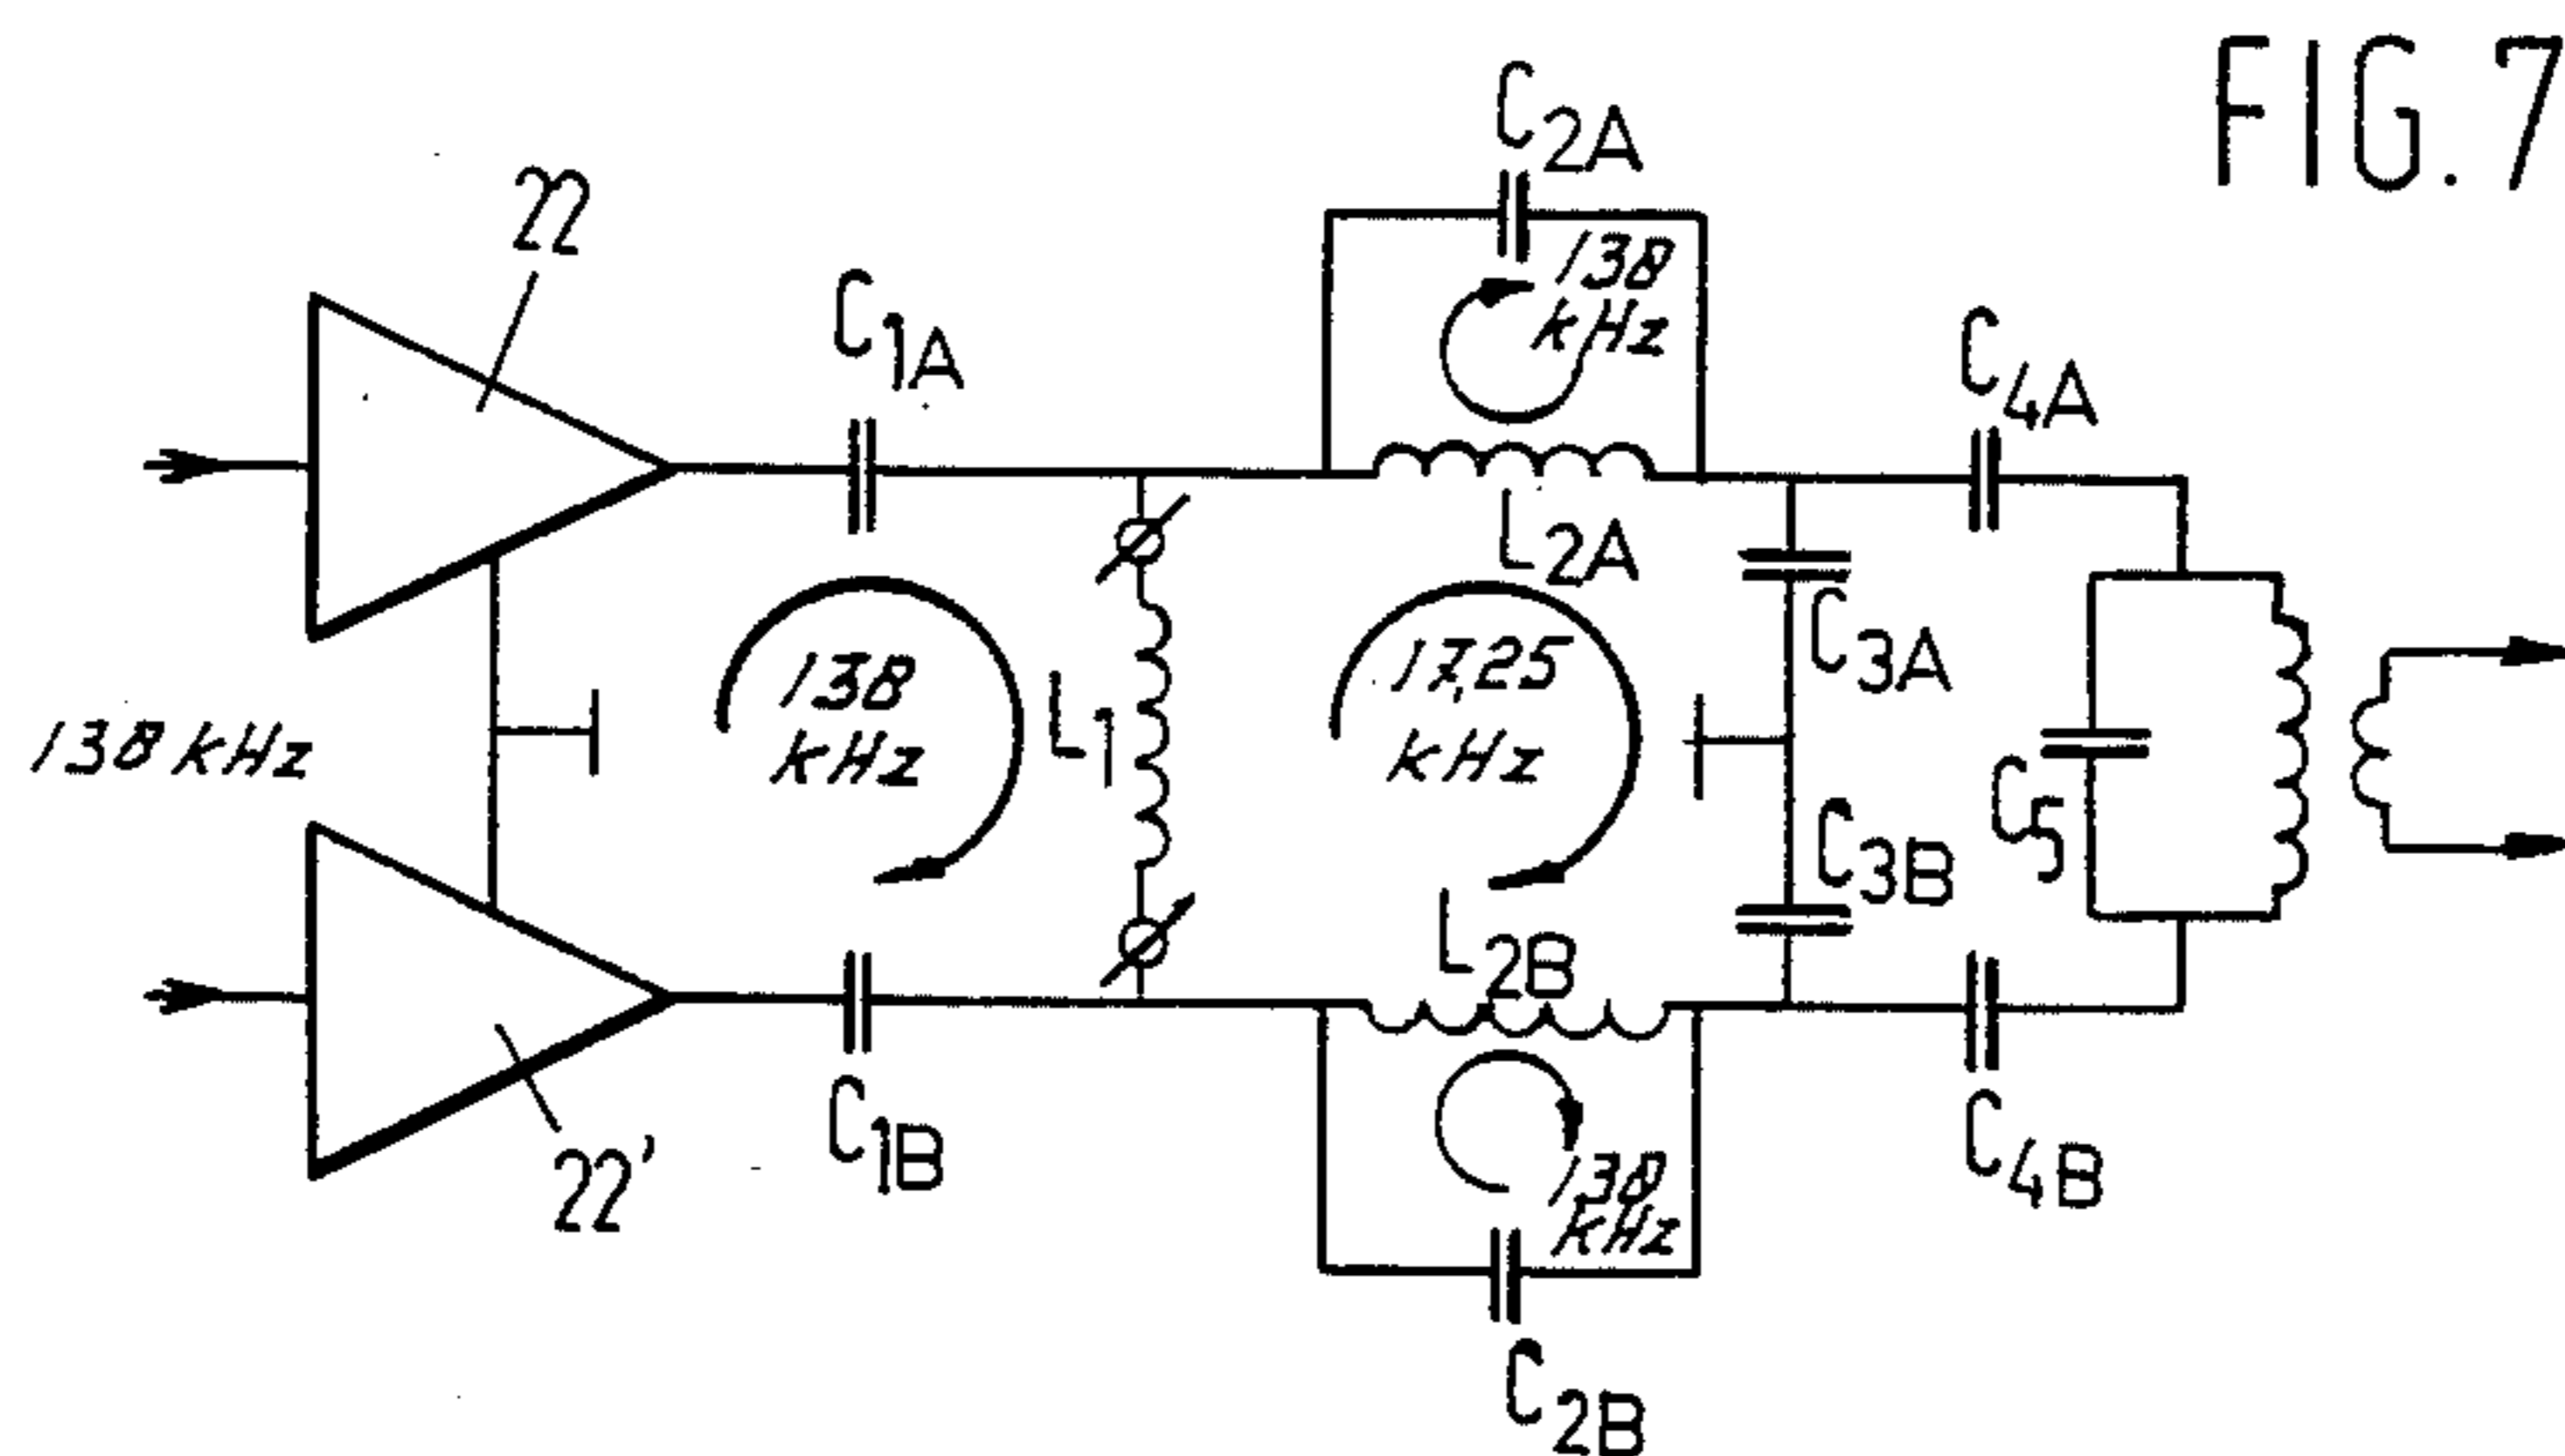 FIG. 7
C2A
22
138
kHz
C1A
C4A
L2A
C3A
138
kHz
L1
17,25
kHz
138 kHz
C5
C3B
L2B
C1B
22'
138
kHz
C4B
C2B